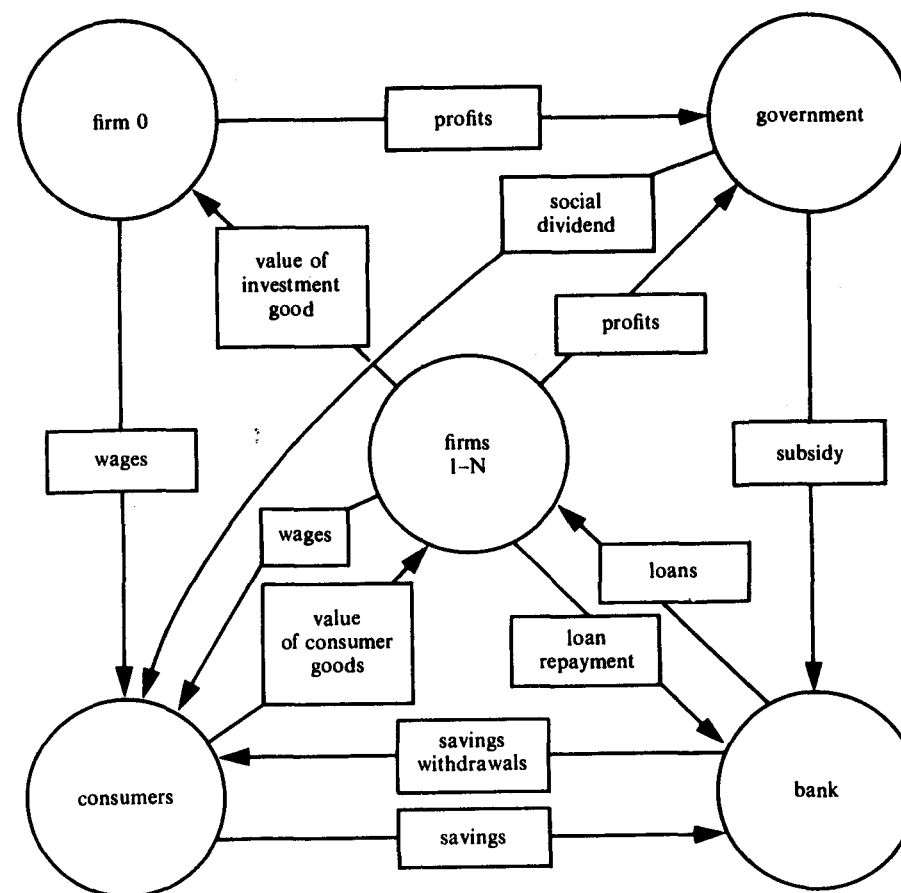 firm 0
profits
government
social
dividend
value of
investment
good
profits
wages
firms
1–N
subsidy
wages
loans
value
of consumer
goods
loan
repayment
savings
withdrawals
consumers
bank
savings